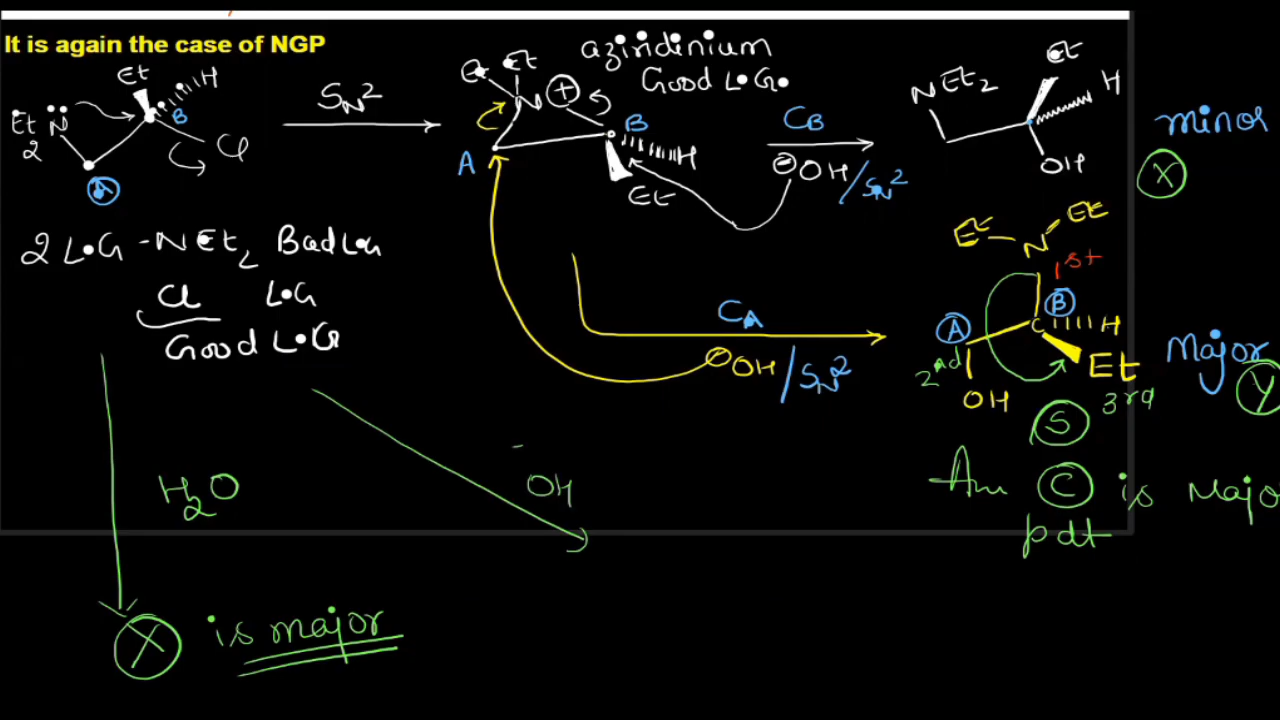 It is again the case of NGP
Et
H
Et2 N
B
Cl
A
SN2
Et Et
N +
C
A
B
H
Et
aziridinium
Good L.G.
CB
⊖OH/SN2
NEt2
Et
H
OH
minor
X
2 L.G - NEt2 Bad L.G
Cl L.G
Good L.G
CA
⊖OH/SN2
Et N Et
1st
B
A
C
H
2nd
OH
Et
3rd
S
Major
Y
Ans C is Major
pdt
H2O
-OH
X is major